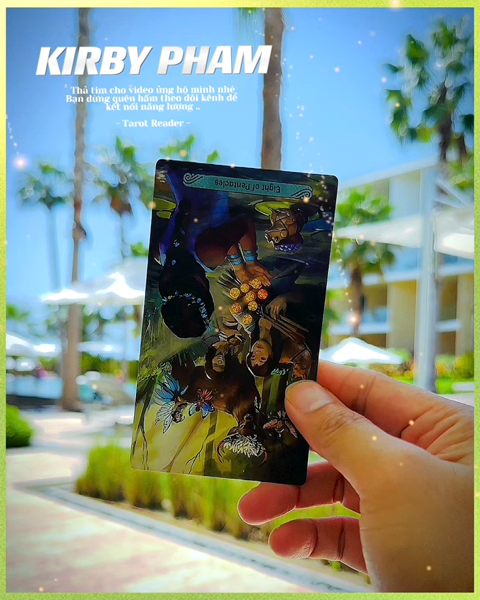 KIRBY PHAM
" Thả tim cho video ủng hộ mình nhé
Bạn đừng quên bấm theo dõi kênh để
kết nối năng lượng ..
- Tarot Reader -
Eight of Pentacles